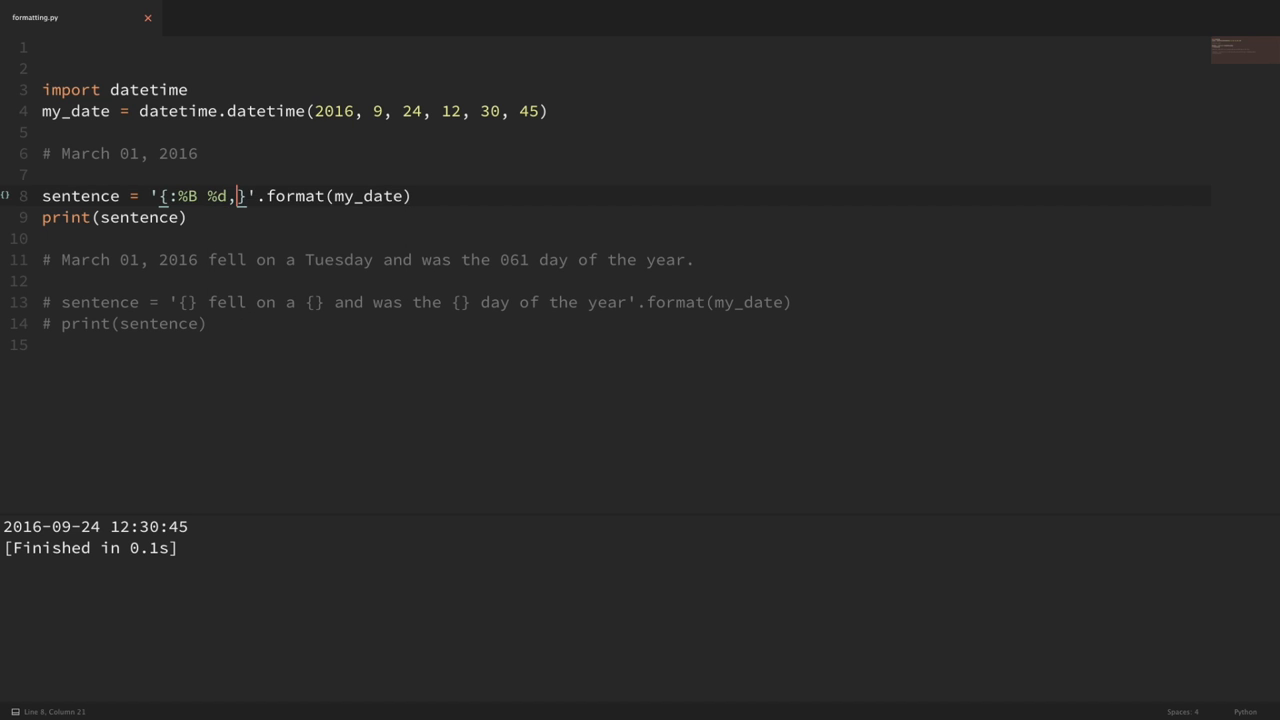 formatting.py
1
2
3 import datetime
4 my_date = datetime.datetime(2016, 9, 24, 12, 30, 45)
5
6 # March 01, 2016
7
{} 8 sentence = '{:%B %d,}'.format(my_date)
9 print(sentence)
10
11 # March 01, 2016 fell on a Tuesday and was the 061 day of the year.
12
13 # sentence = '{} fell on a {} and was the {} day of the year'.format(my_date)
14 # print(sentence)
15
2016-09-24 12:30:45
[Finished in 0.1s]
Line 8, Column 21 Spaces: 4 Python